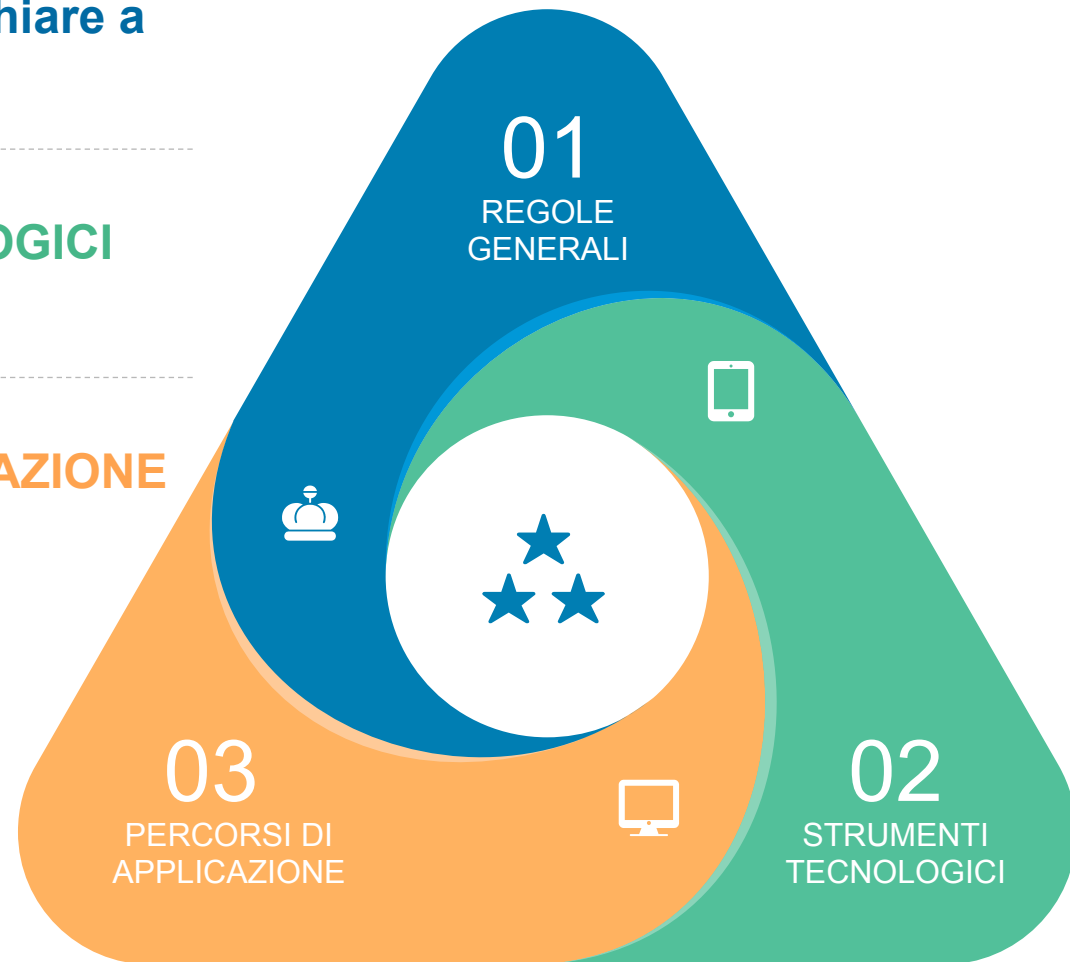 hiare a
OGICI
AZIONE
01
REGOLE
GENERALI
03
PERCORSI DI
APPLICAZIONE
02
STRUMENTI
TECNOLOGICI